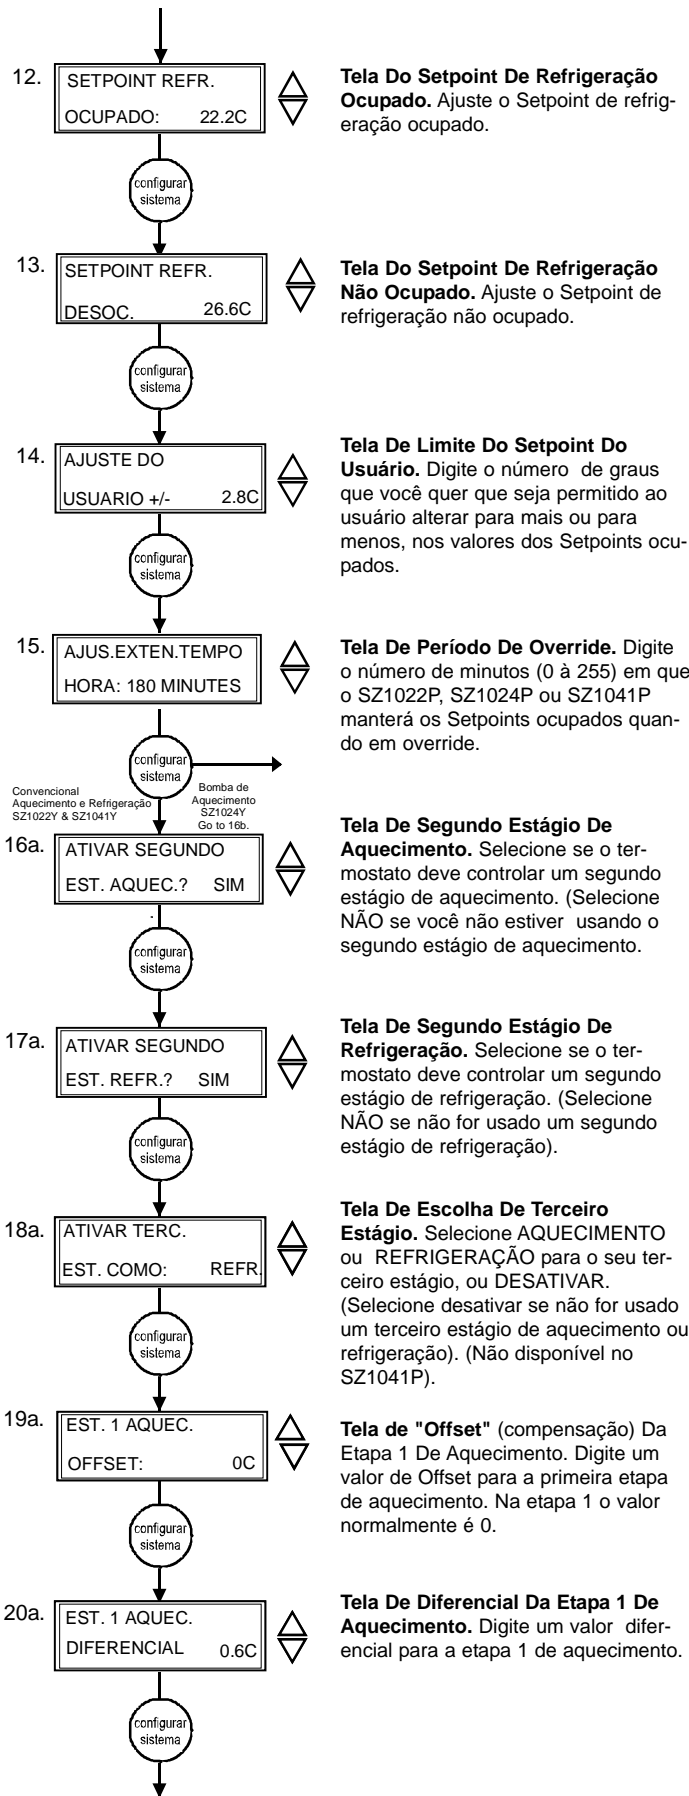 12.
SETPOINT REFR.
OCUPADO: 22.2C
Tela Do Setpoint De Refrigeração
Ocupado. Ajuste o Setpoint de refrig-
eração ocupado.
configurar
sistema
13.
SETPOINT REFR.
DESOC. 26.6C
Tela Do Setpoint De Refrigeração
Não Ocupado. Ajuste o Setpoint de
refrigeração não ocupado.
configurar
sistema
14.
AJUSTE DO
USUARIO +/- 2.8C
Tela De Limite Do Setpoint Do
Usuário. Digite o número de graus
que você quer que seja permitido ao
usuário alterar para mais ou para
menos, nos valores dos Setpoints ocu-
pados.
configurar
sistema
15.
AJUS.EXTEN.TEMPO
HORA: 180 MINUTES
Tela De Período De Override. Digite
o número de minutos (0 à 255) em que
o SZ1022P, SZ1024P ou SZ1041P
manterá os Setpoints ocupados quan-
do em override.
configurar
sistema
Convencional
Aquecimento e Refrigeração
SZ1022Y & SZ1041Y
Bomba de
Aquecimento
SZ1024Y
Go to 16b.
16a.
ATIVAR SEGUNDO
EST. AQUEC.? SIM
.
Tela De Segundo Estágio De
Aquecimento. Selecione se o ter-
mostato deve controlar um segundo
estágio de aquecimento. (Selecione
NÃO se você não estiver usando o
segundo estágio de aquecimento.
configurar
sistema
17a.
ATIVAR SEGUNDO
EST. REFR.? SIM
Tela De Segundo Estágio De
Refrigeração. Selecione se o ter-
mostato deve controlar um segundo
estágio de refrigeração. (Selecione
NÃO se não for usado um segundo
estágio de refrigeração).
configurar
sistema
18a.
ATIVAR TERC.
EST. COMO: REFR.
Tela De Escolha De Terceiro
Estágio. Selecione AQUECIMENTO
ou REFRIGERAÇÃO para o seu ter-
ceiro estágio, ou DESATIVAR.
(Selecione desativar se não for usado
um terceiro estágio de aquecimento ou
refrigeração). (Não disponível no
SZ1041P).
configurar
sistema
19a.
EST. 1 AQUEC.
OFFSET: 0C
Tela de "Offset" (compensação) Da
Etapa 1 De Aquecimento. Digite um
valor de Offset para a primeira etapa
de aquecimento. Na etapa 1 o valor
normalmente é 0.
configurar
sistema
20a.
EST. 1 AQUEC.
DIFERENCIAL 0.6C
Tela De Diferencial Da Etapa 1 De
Aquecimento. Digite um valor difer-
encial para a etapa 1 de aquecimento.
configurar
sistema